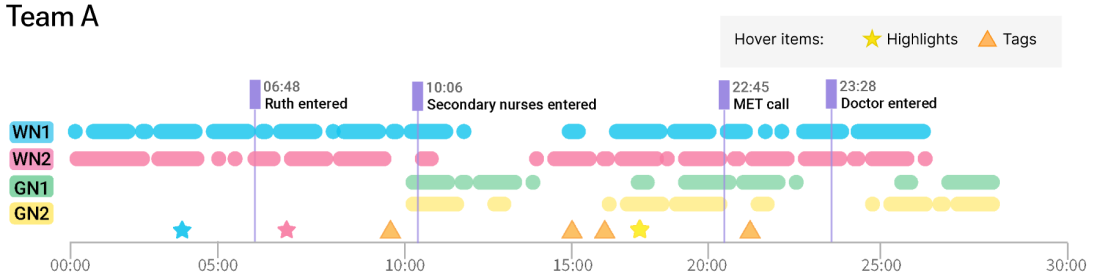 Team A
Hover items: Highlights Tags
06:48
Ruth entered
10:06
Secondary nurses entered
22:45
MET call
23:28
Doctor entered
WN1
WN2
GN1
GN2
00:00 05:00 10:00 15:00 20:00 25:00 30:00